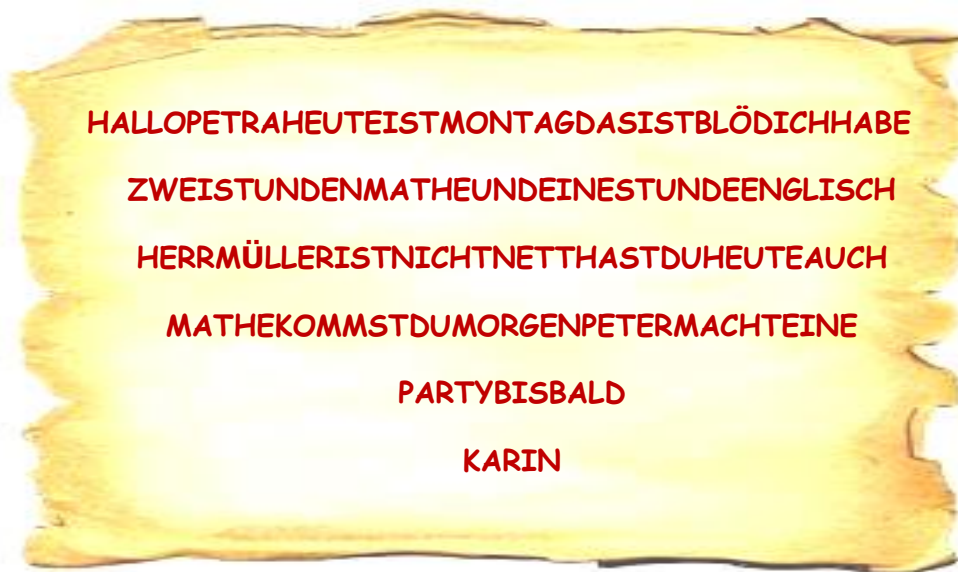 HALLOPETRAHEUTEISTMONTAGDASISTBLÖDICHHABE
ZWEISTUNDENMATHEUNDEINESTUNDEENGLISCH
HERRMÜLLERISTNICHTNETTHASTDUHEUTEAUCH
MATHEKOMMSTDUMORGENPETERMACHTEINE
PARTYBISBALD
KARIN